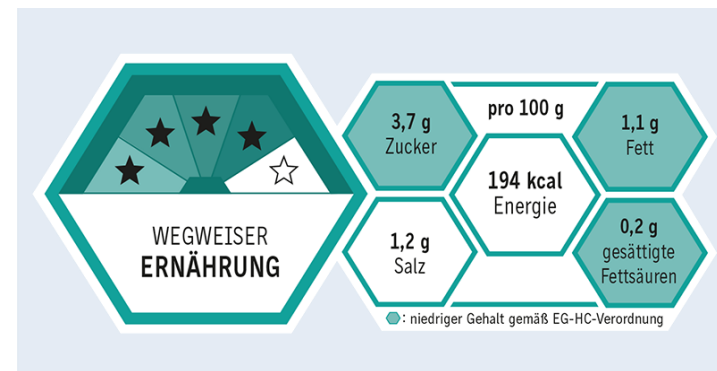 WEGWEISER
ERNÄHRUNG
3,7 g
Zucker
pro 100 g
1,1 g
Fett
194 kcal
Energie
1,2 g
Salz
0,2 g
gesättigte
Fettsäuren
: niedriger Gehalt gemäß EG-HC-Verordnung